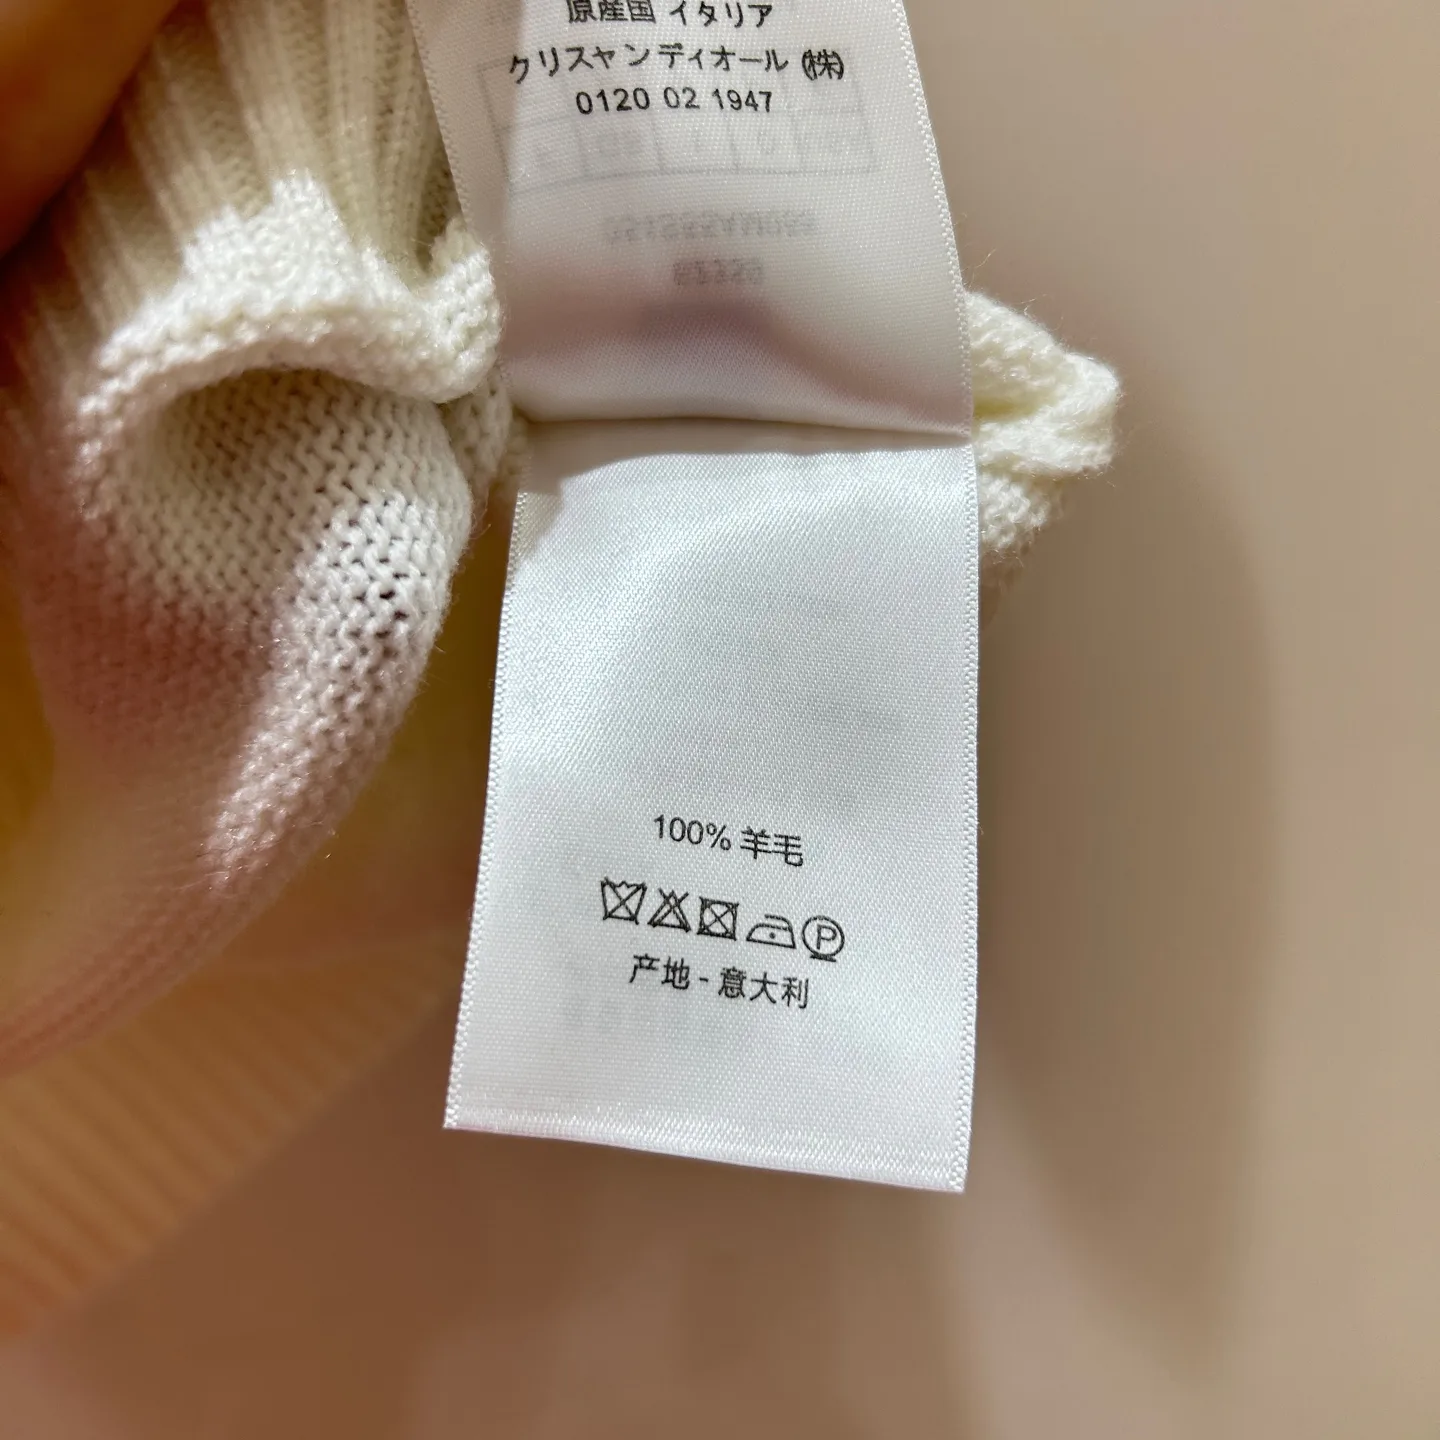 原産国 イタリア
クリスヤン ディオール (株)
0120 02 1947
100% 羊毛
P
产地 - 意大利